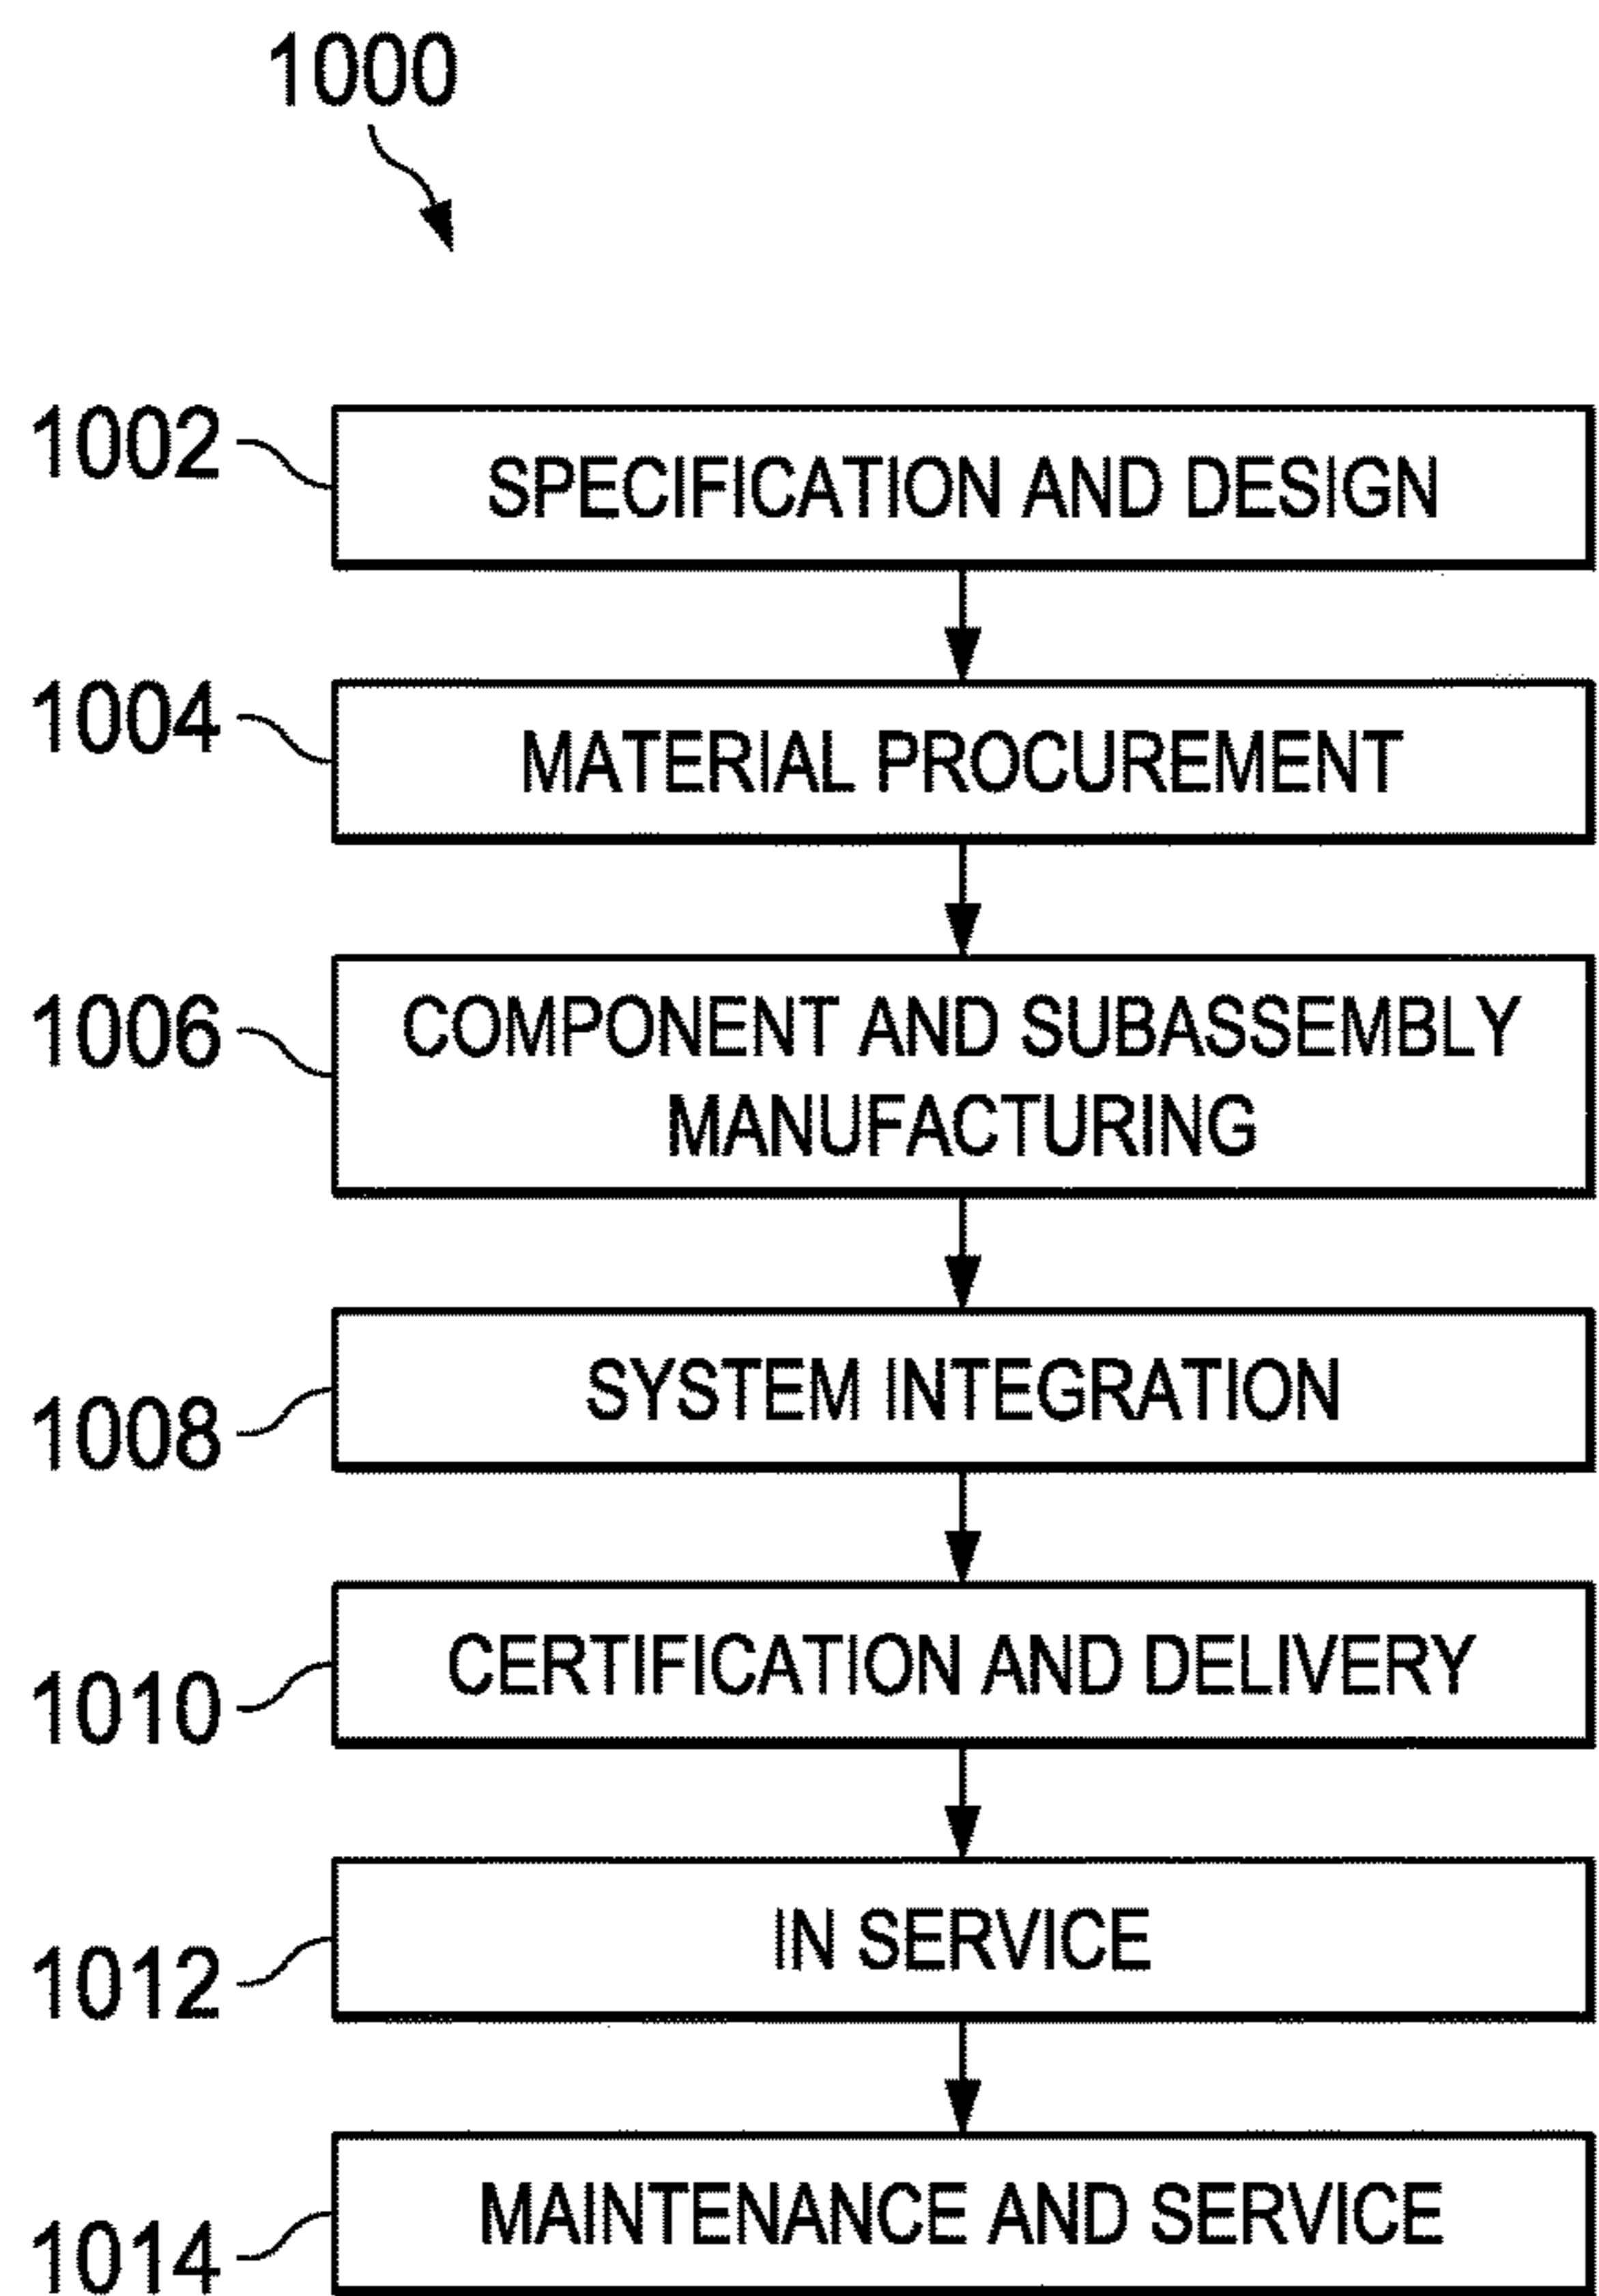 1000
1002 SPECIFICATION AND DESIGN
1004 MATERIAL PROCUREMENT
1006 COMPONENT AND SUBASSEMBLY
MANUFACTURING
1008 SYSTEM INTEGRATION
1010 CERTIFICATION AND DELIVERY
1012 IN SERVICE
1014 MAINTENANCE AND SERVICE